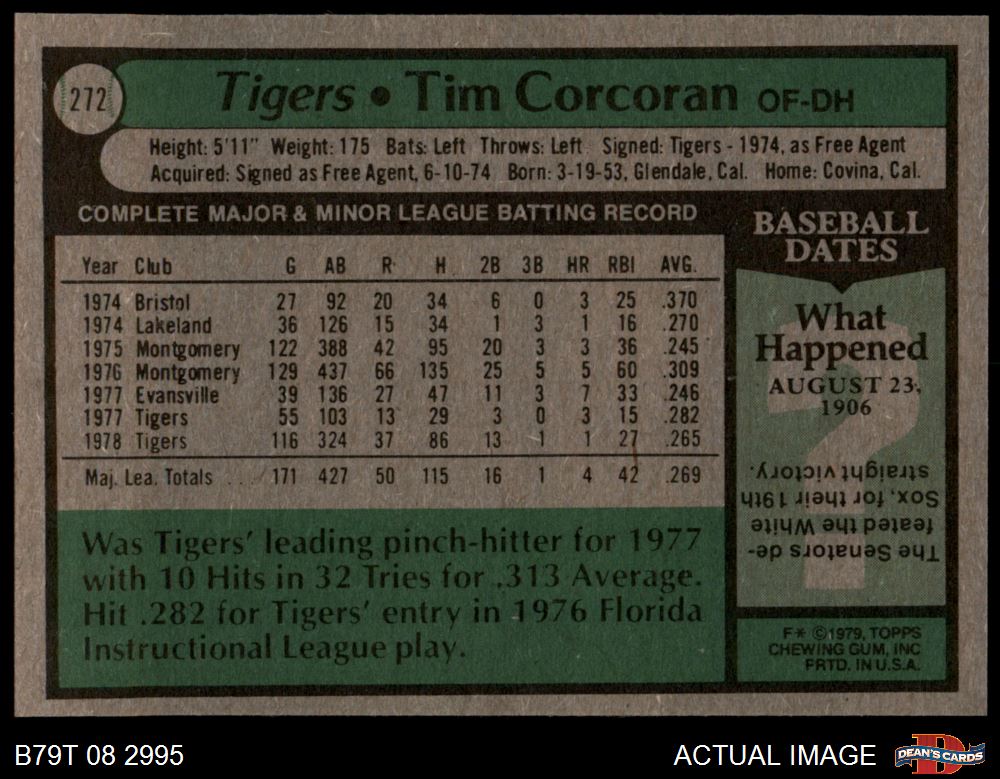 272
Tigers • Tim Corcoran OF-DH
Height: 5'11" Weight: 175 Bats: Left Throws: Left Signed: Tigers - 1974, as Free Agent
Acquired: Signed as Free Agent, 6-10-74 Born: 3-19-53, Glendale, Cal. Home: Covina, Cal.
COMPLETE MAJOR & MINOR LEAGUE BATTING RECORD
Year Club G AB R H 2B 3B HR RBI AVG.
1974 Bristol 27 92 20 34 6 0 3 25 .370
1974 Lakeland 36 126 15 34 1 3 1 16 .270
1975 Montgomery 122 388 42 95 20 3 3 36 .245
1976 Montgomery 129 437 66 135 25 5 5 60 .309
1977 Evansville 39 136 27 47 11 3 7 33 .246
1977 Tigers 55 103 13 29 3 0 3 15 .282
1978 Tigers 116 324 37 86 13 1 1 27 .265
Maj. Lea. Totals . . . 171 427 50 115 16 1 4 42 .269
Was Tigers' leading pinch-hitter for 1977
with 10 Hits in 32 Tries for .313 Average.
Hit .282 for Tigers' entry in 1976 Florida
Instructional League play.
BASEBALL
DATES
What
Happened
AUGUST 23,
1906
?
The Senators de-
feated the White
Sox, for their 19th
straight victory.
F* ©1979, TOPPS
CHEWING GUM, INC
PRTD. IN U.S.A.
B79T 08 2995
ACTUAL IMAGE
DEAN'S CARDS